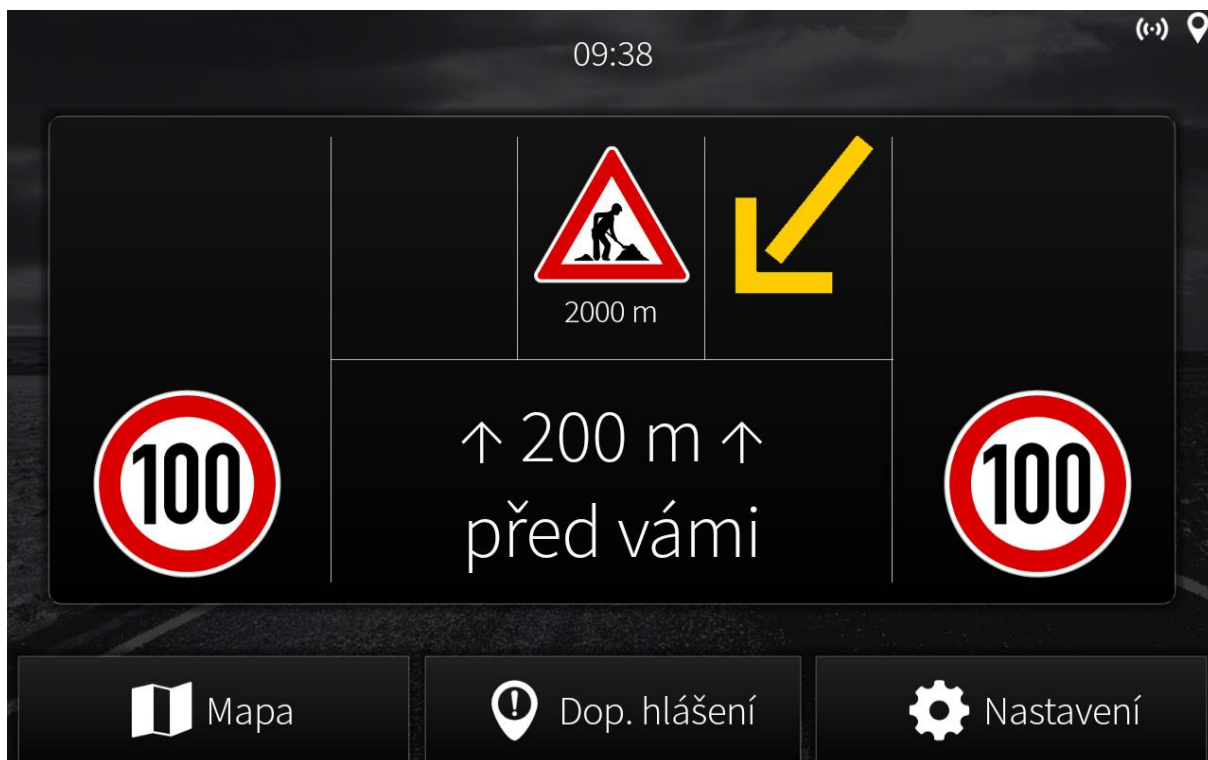 09:38
2000 m
100
↑ 200 m ↑
před vámi
100
Mapa
Dop. hlášení
Nastavení